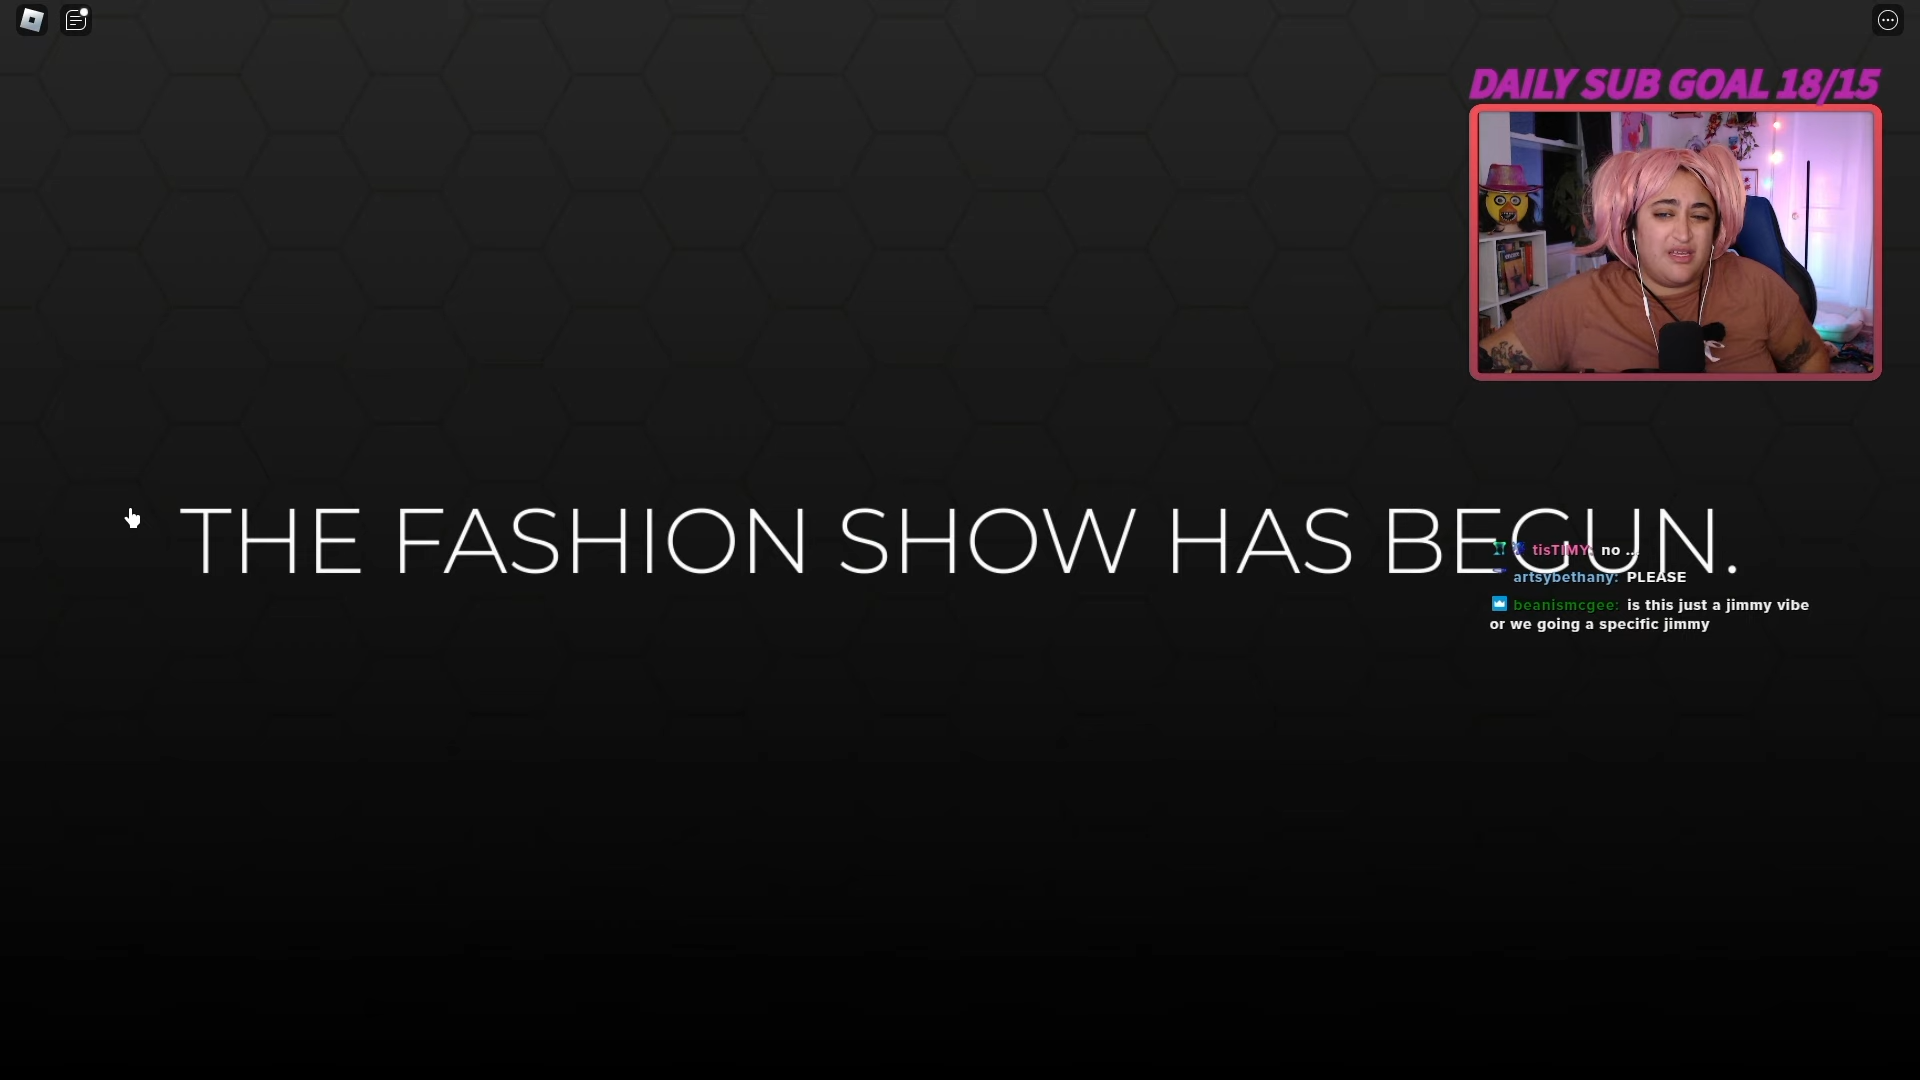 DAILY SUB GOAL 18/15
THE FASHION SHOW HAS BEGUN.
tisTIMY: no ...
artsybethany: PLEASE
beanismcgee: is this just a jimmy vibe
or we going a specific jimmy